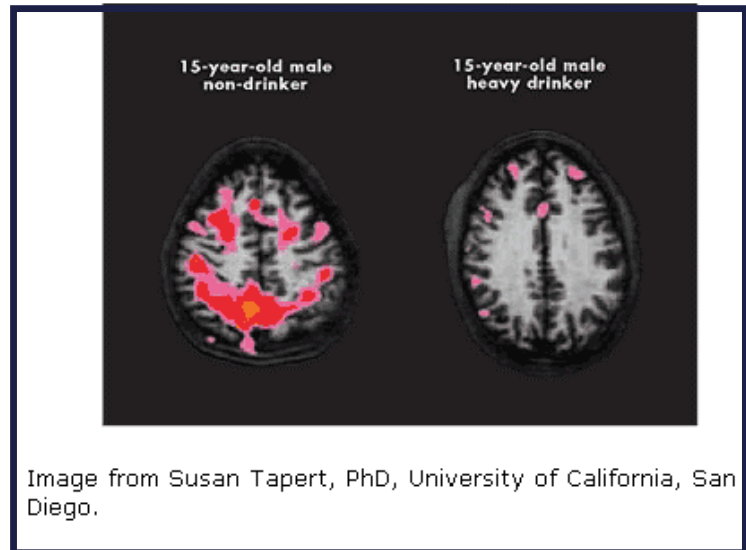 15-year-old male
non-drinker
15-year-old male
heavy drinker
Image from Susan Tapert, PhD, University of California, San
Diego.